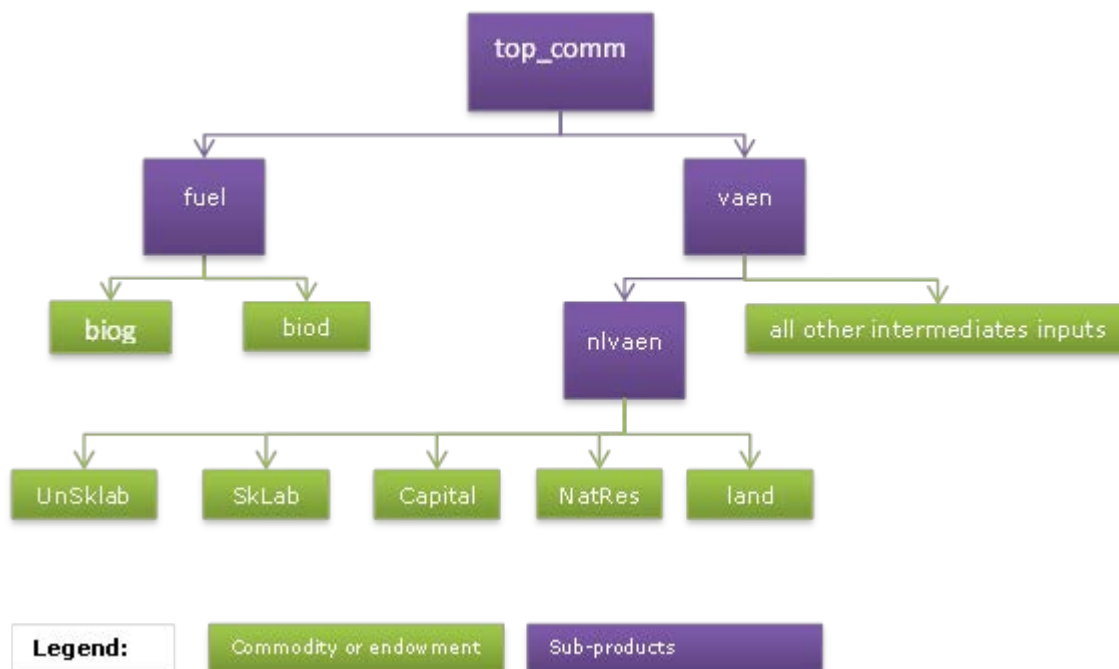 top_comm
fuel
vaen
biog
biod
nlvaen
all other intermediates inputs
UnSklab
SkLab
Capital
NatRes
land
Legend:
Commodity or endowment
Sub-products